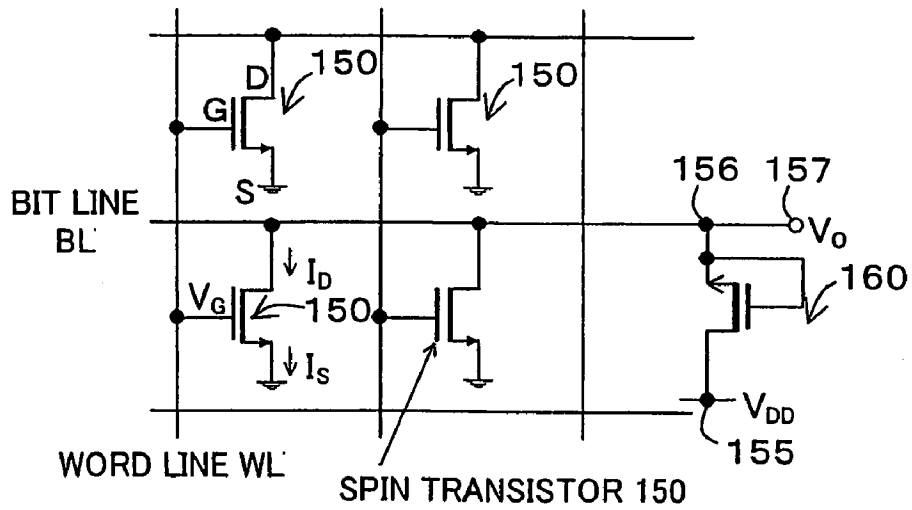 D
150
150
G
S
156
157
BIT LINE
BL
V_O
I_D
V_G
150
160
I_S
V_DD
155
WORD LINE WL
SPIN TRANSISTOR 150